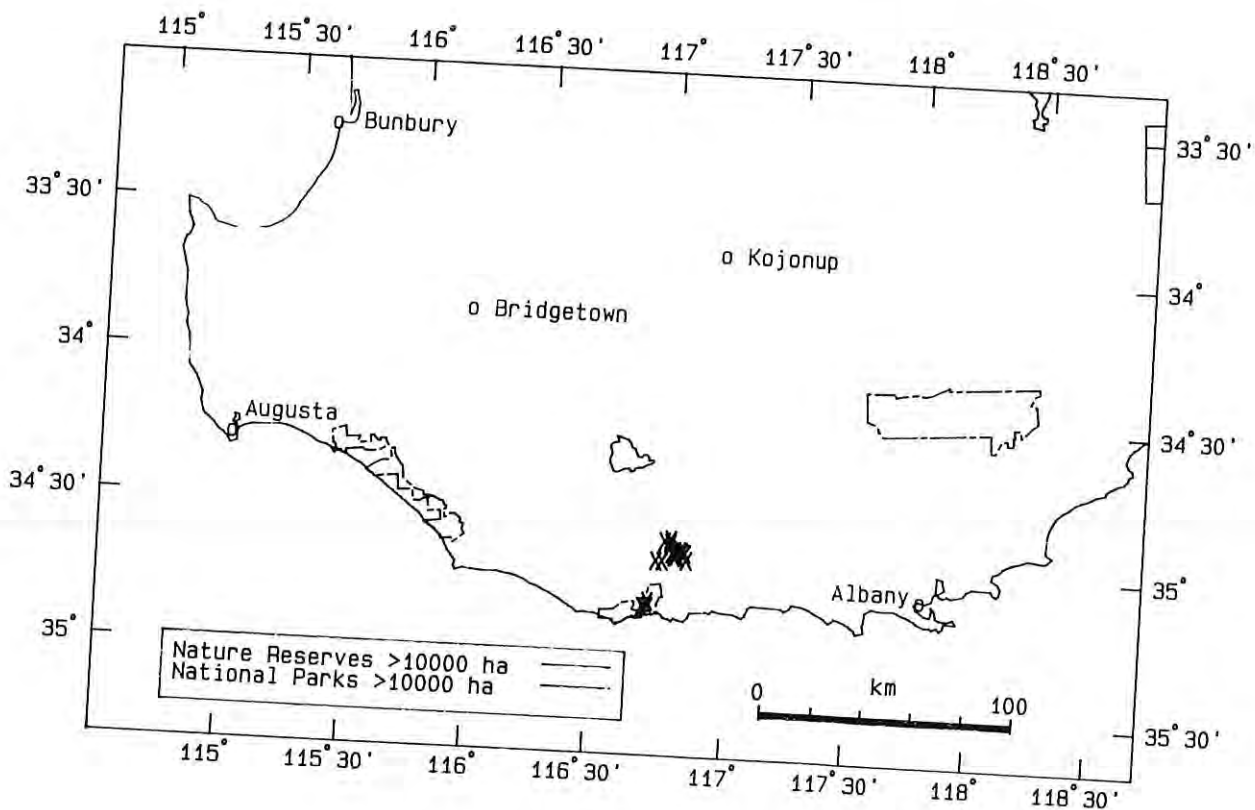 115° 115°30' 116° 116°30' 117° 117°30' 118° 118°30'
Bunbury
33°30'
33°30'
Kojonup
Bridgetown
34°
34°
Augusta
34°30'
34°30'
Albany
35°
35°
Nature Reserves >10000 ha
National Parks >10000 ha
0 km 100
35°30'
115° 115°30' 116° 116°30' 117° 117°30' 118° 118°30'